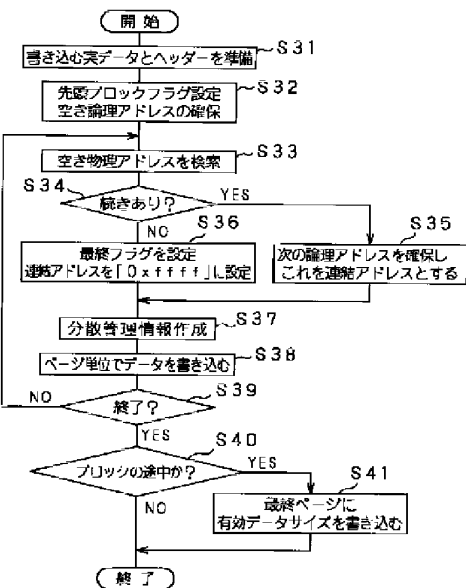 開始
書き込む実データとヘッダーを準備
S31
先頭ブロックフラグ設定
空き論理アドレスの確保
S32
空き物理アドレスを検索
S33
S34
続きあり？
YES
NO
S36
S35
最終フラグを設定
連結アドレスを「0xffff」に設定
次の論理アドレスを確保し
これを連結アドレスとする
分散管理情報作成
S37
ページ単位でデータを書き込む
S38
終了？
S39
NO
YES
ブロックの途中か？
S40
YES
NO
S41
最終ページに
有効データサイズを書き込む
終了